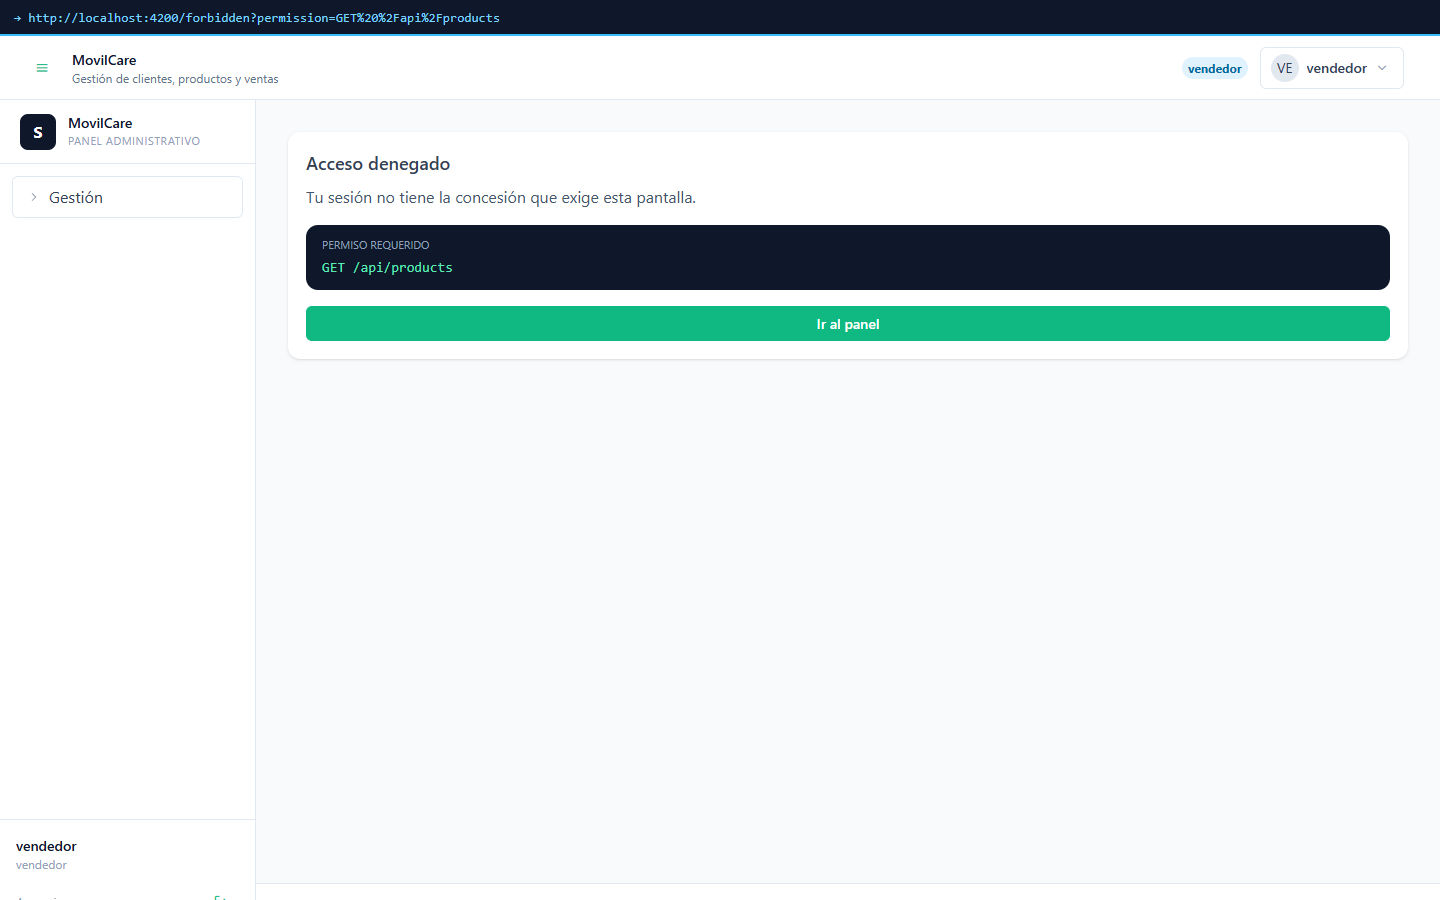 → http://localhost:4200/forbidden?permission=GET%20%2Fapi%2Fproducts
MovilCare
Gestión de clientes, productos y ventas
vendedor
VE vendedor
S
MovilCare
PANEL ADMINISTRATIVO
Gestión
Acceso denegado
Tu sesión no tiene la concesión que exige esta pantalla.
PERMISO REQUERIDO
GET /api/products
Ir al panel
vendedor
vendedor